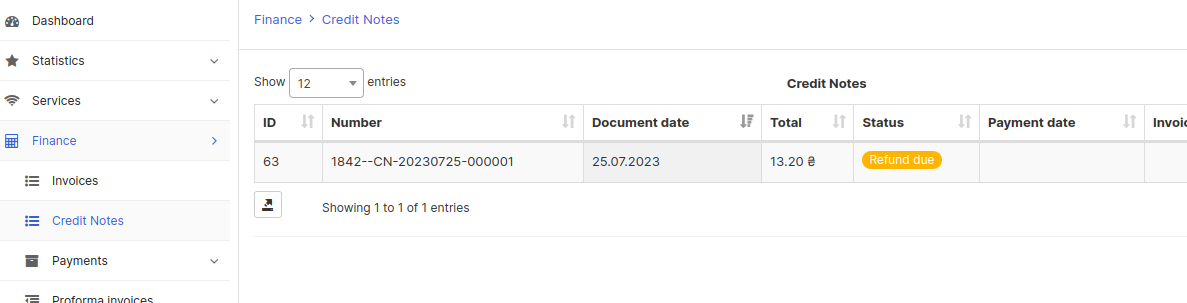 Dashboard
Statistics
Services
Finance
Invoices
Credit Notes
Payments
Proforma invoices
Finance > Credit Notes
Show 12 entries
Credit Notes
ID Number Document date Total Status Payment date Invoic
63 1842--CN-20230725-000001 25.07.2023 13.20 ₴ Refund due
Showing 1 to 1 of 1 entries